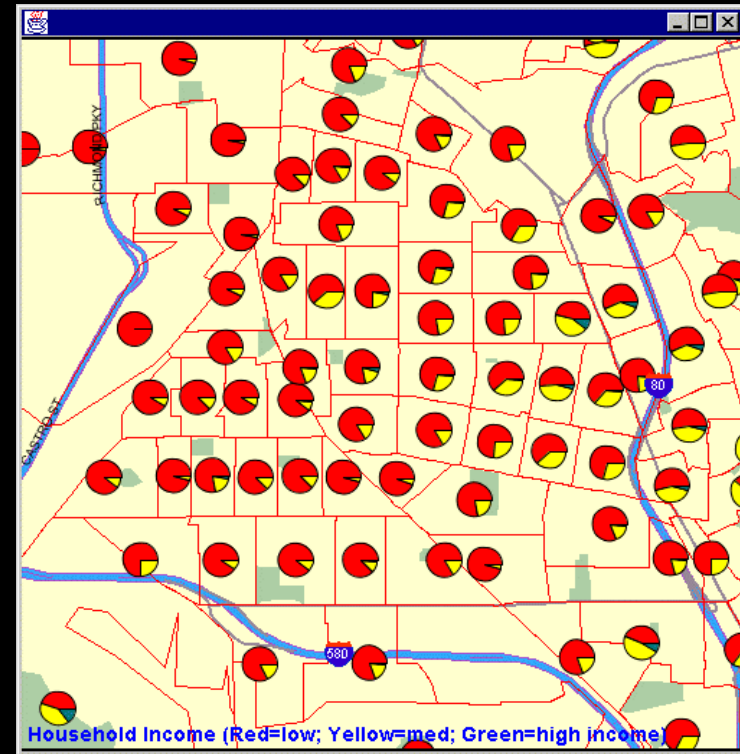 RICHMOND PKY
CASTRO ST
80
580
Household Income (Red=low; Yellow=med; Green=high income)